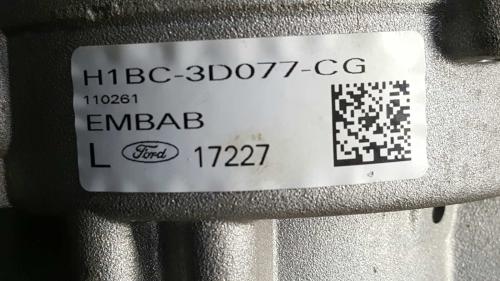 H1BC-3D077-CG
110261
EMBAB
L Ford 17227